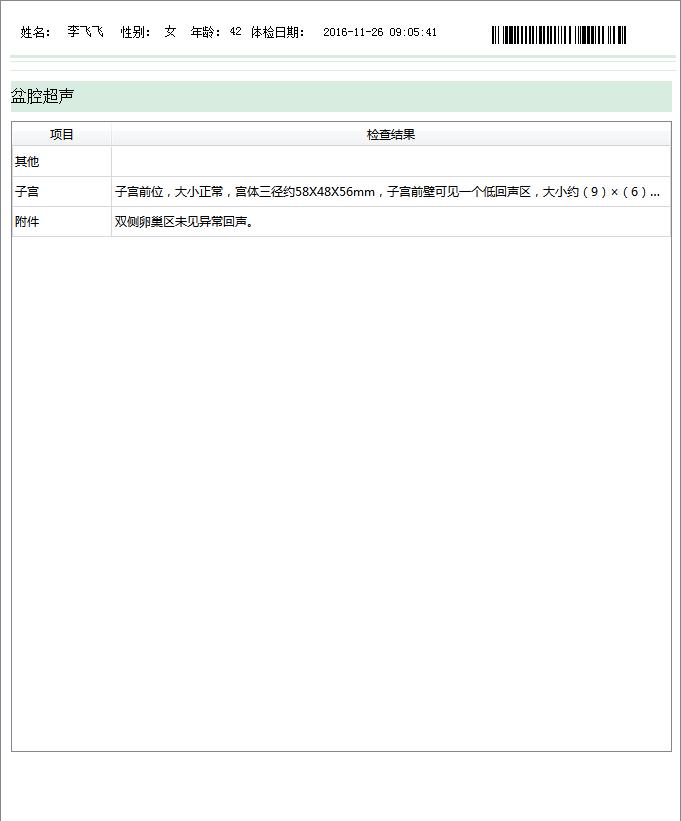 姓名： 李飞飞 性别： 女 年龄：42 体检日期： 2016-11-26 09:05:41
盆腔超声
项目 检查结果
其他
子宫 子宫前位，大小正常，宫体三径约58X48X56mm，子宫前壁可见一个低回声区，大小约（9）×（6）...
附件 双侧卵巢区未见异常回声。